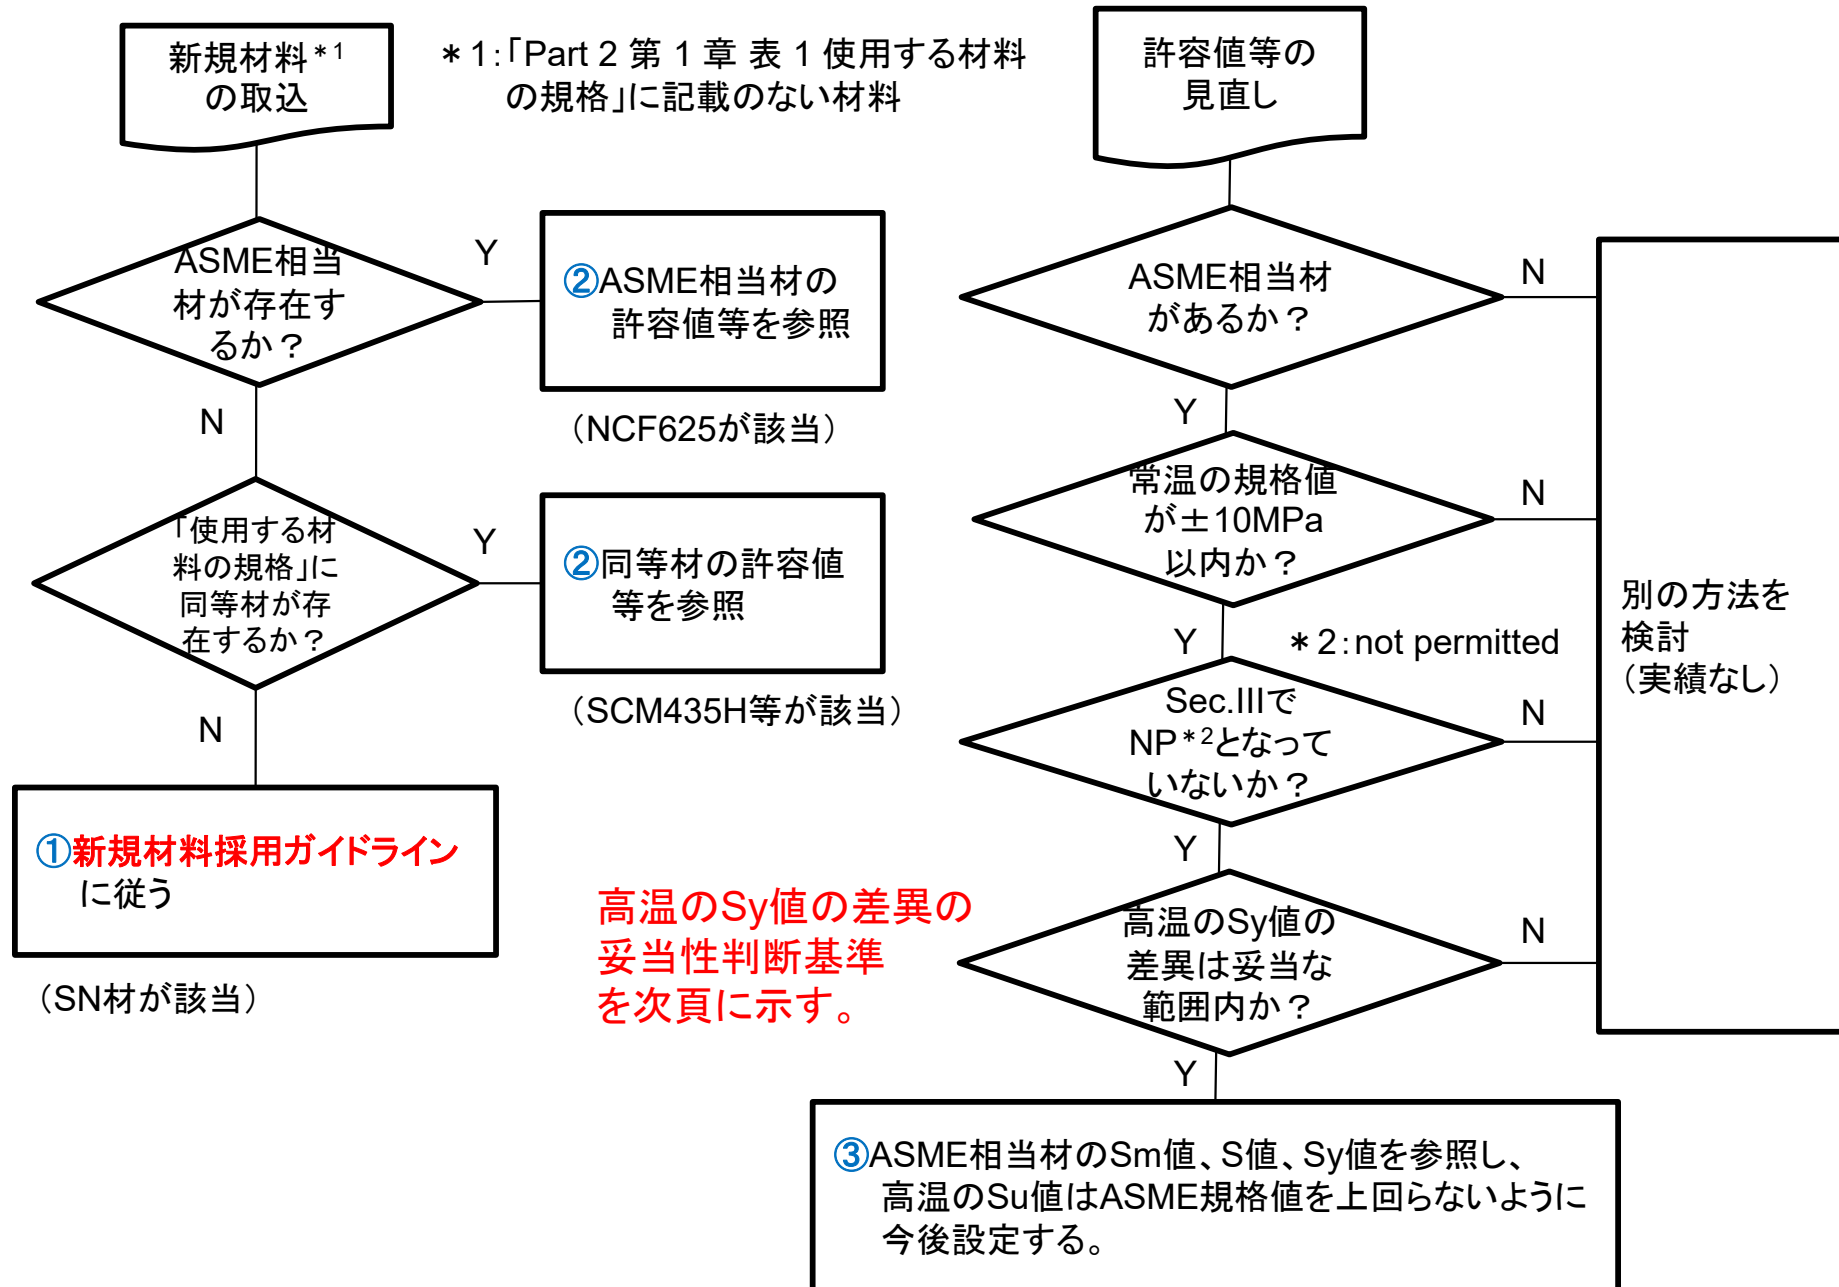 新規材料*1
の取込
*1:「Part 2 第 1 章 表 1 使用する材料
の規格」に記載のない材料
ASME相当
材が存在す
るか？
Y
②ASME相当材の
許容値等を参照
（NCF625が該当）
N
「使用する材
料の規格」に
同等材が存
在するか？
Y
②同等材の許容値
等を参照
（SCM435H等が該当）
N
①新規材料採用ガイドライン
に従う
（SN材が該当）
許容値等の
見直し
ASME相当材
があるか？
N
Y
常温の規格値
が±10MPa
以内か？
N
Y
*2:not permitted
Sec.IIIで
NP*2となって
いないか？
N
Y
高温のSy値の差異の
妥当性判断基準
を次頁に示す。
高温のSy値の
差異は妥当な
範囲内か？
N
Y
別の方法を
検討
（実績なし）
③ASME相当材のSm値、S値、Sy値を参照し、
高温のSu値はASME規格値を上回らないように
今後設定する。